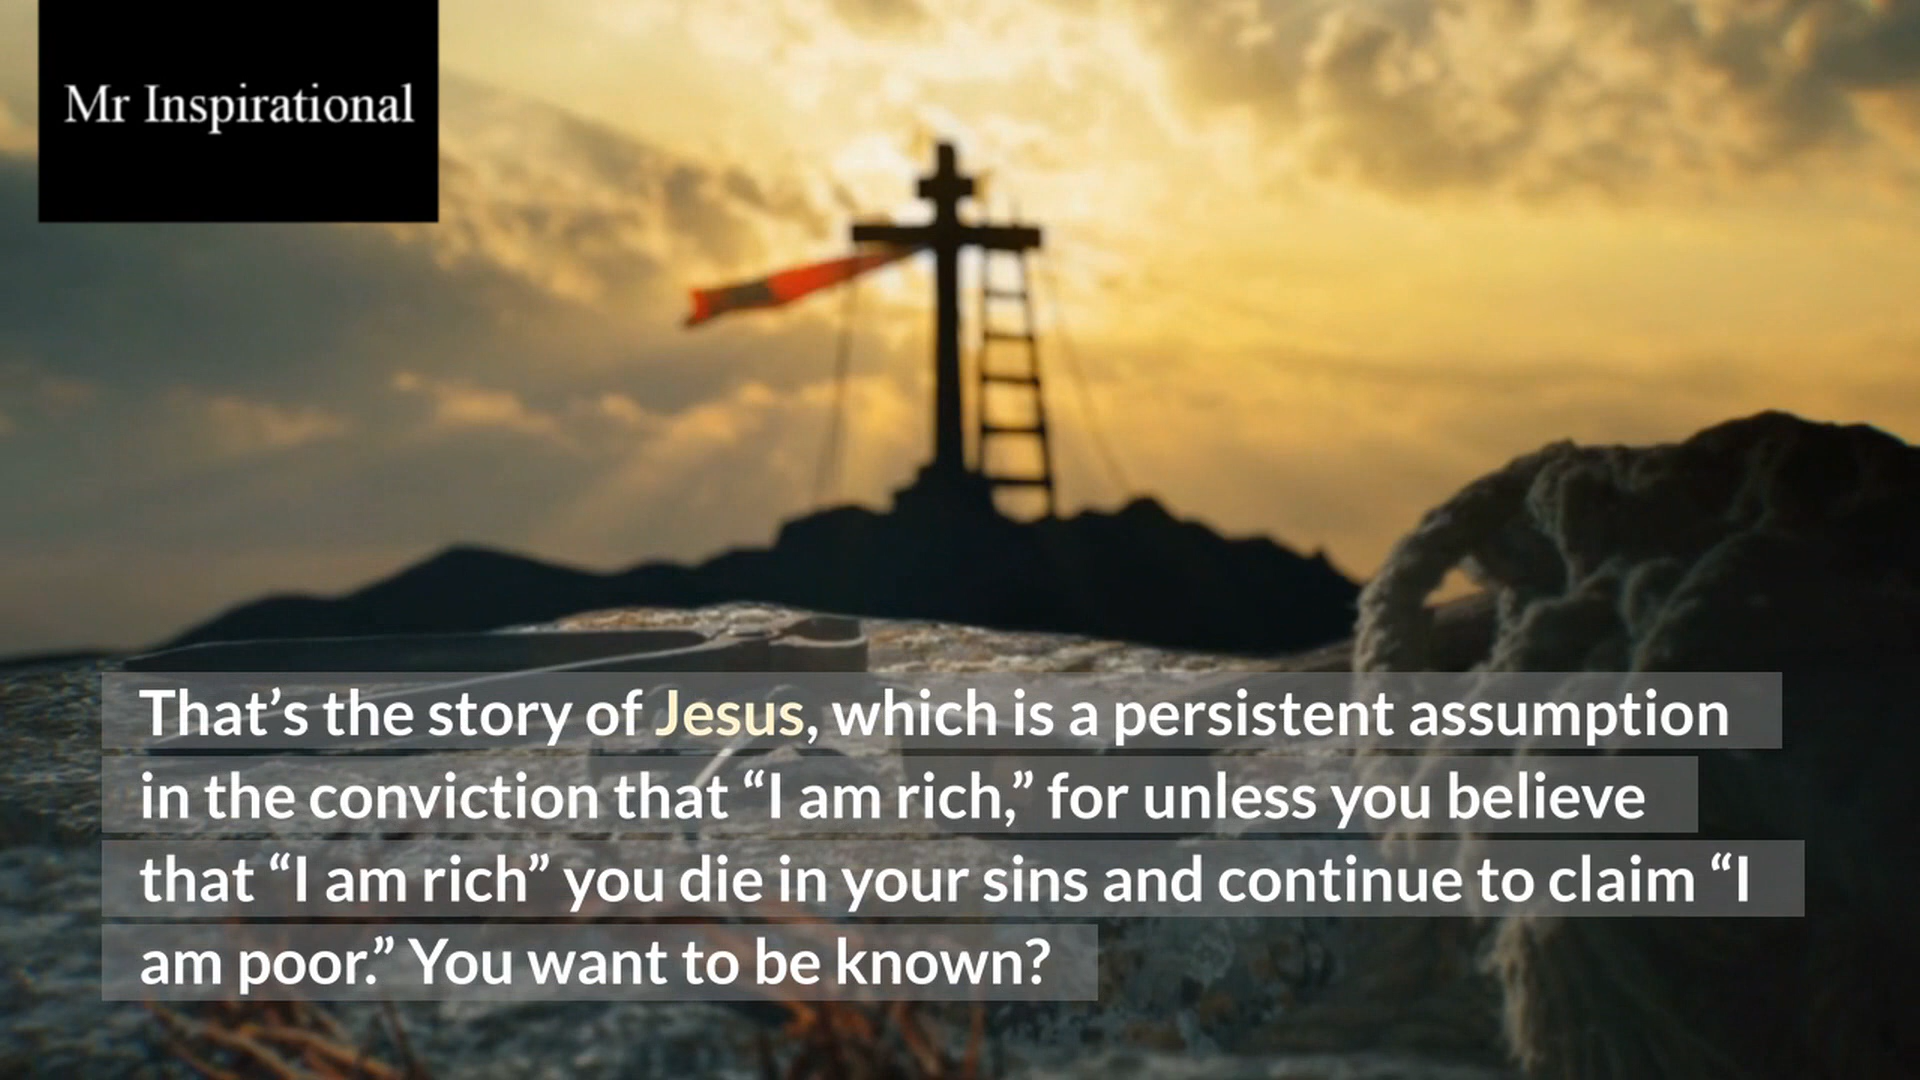 Mr Inspirational
That’s the story of Jesus, which is a persistent assumption
in the conviction that “I am rich,” for unless you believe
that “I am rich” you die in your sins and continue to claim “I
am poor.” You want to be known?